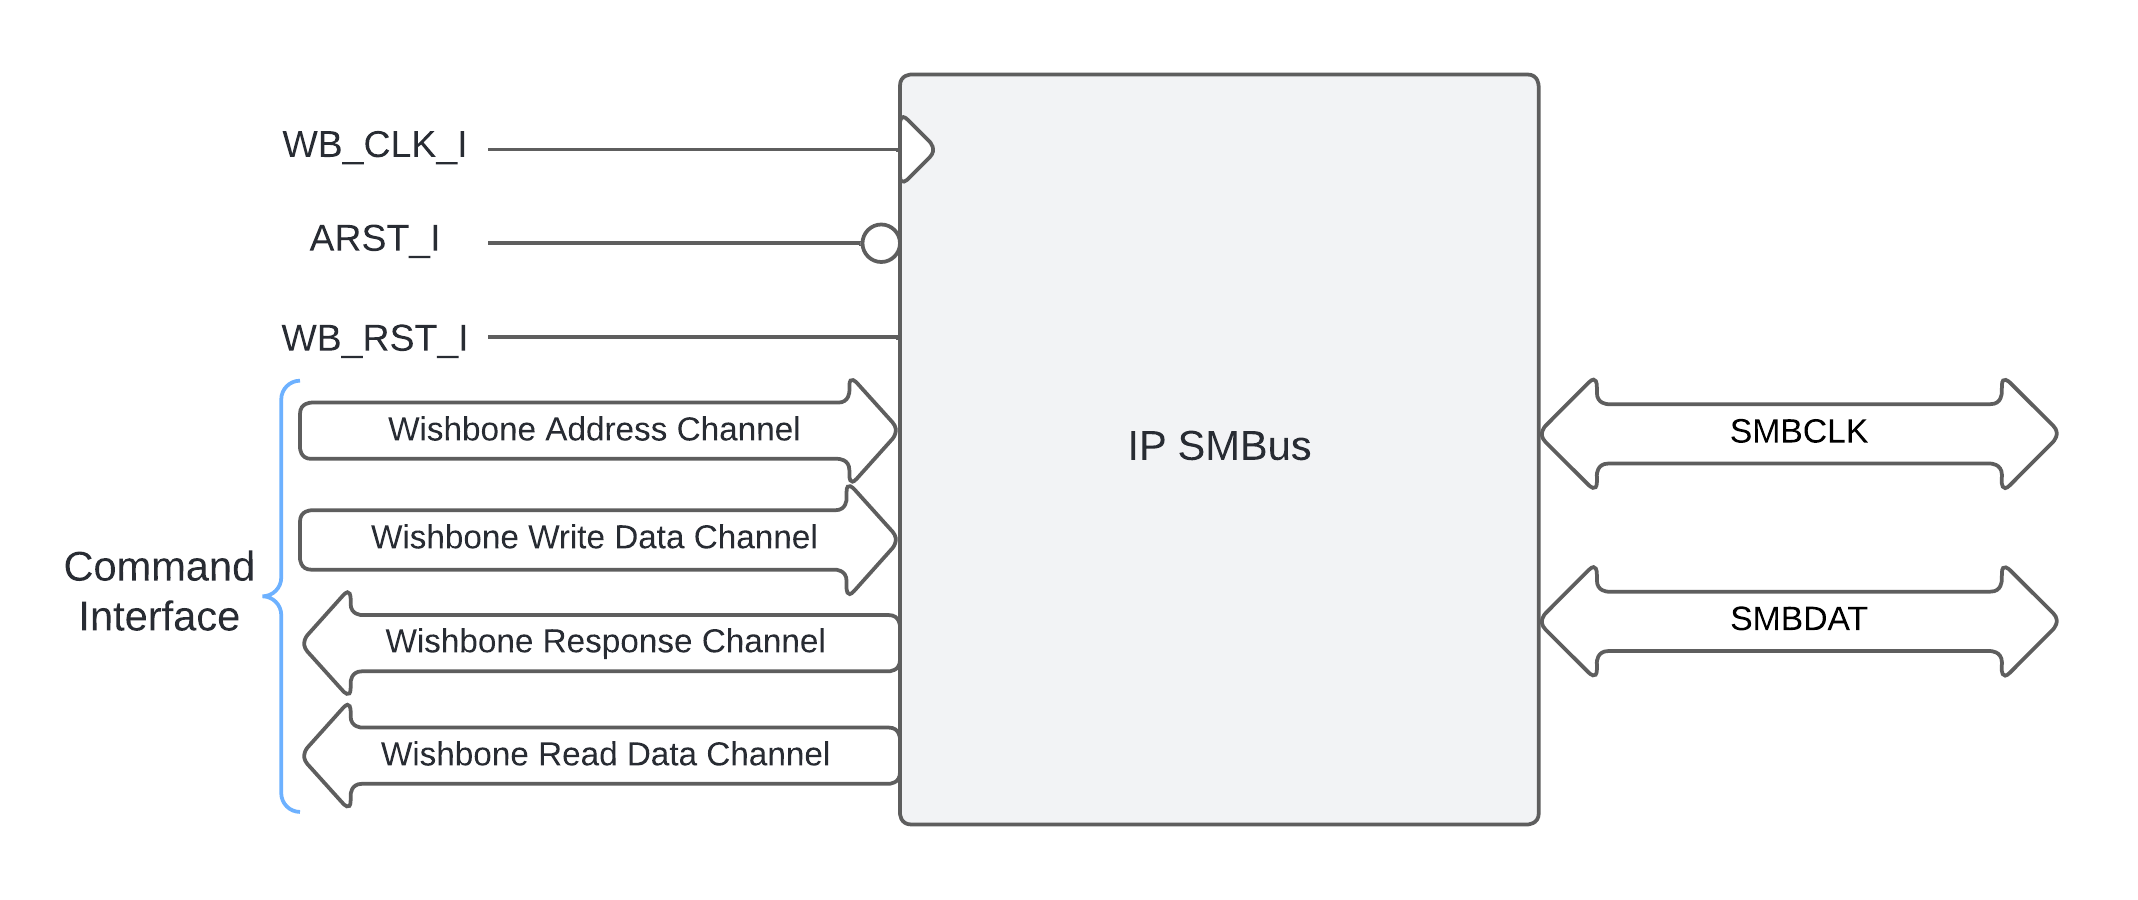 WB_CLK_I
ARST_I
WB_RST_I
Wishbone Address Channel
Wishbone Write Data Channel
Command
Interface
Wishbone Response Channel
Wishbone Read Data Channel
IP SMBus
SMBCLK
SMBDAT